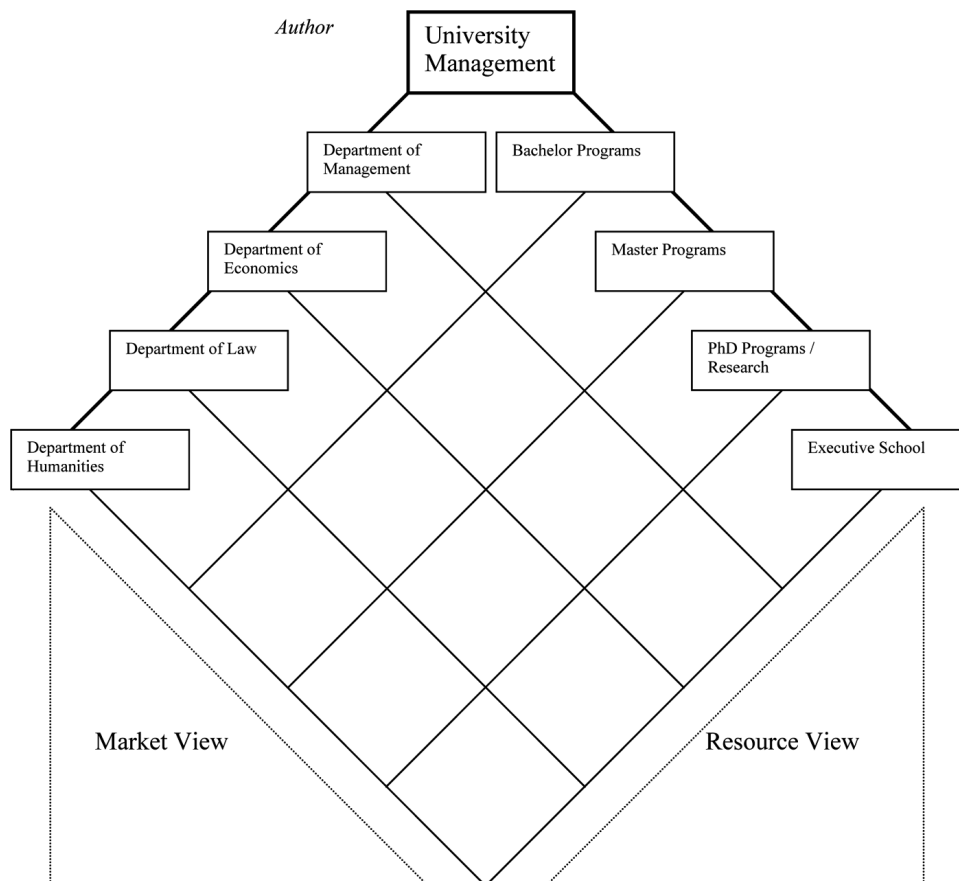 Author
University
Management
Department of
Management
Bachelor Programs
Department of
Economics
Master Programs
Department of Law
PhD Programs /
Research
Department of
Humanities
Executive School
Market View
Resource View